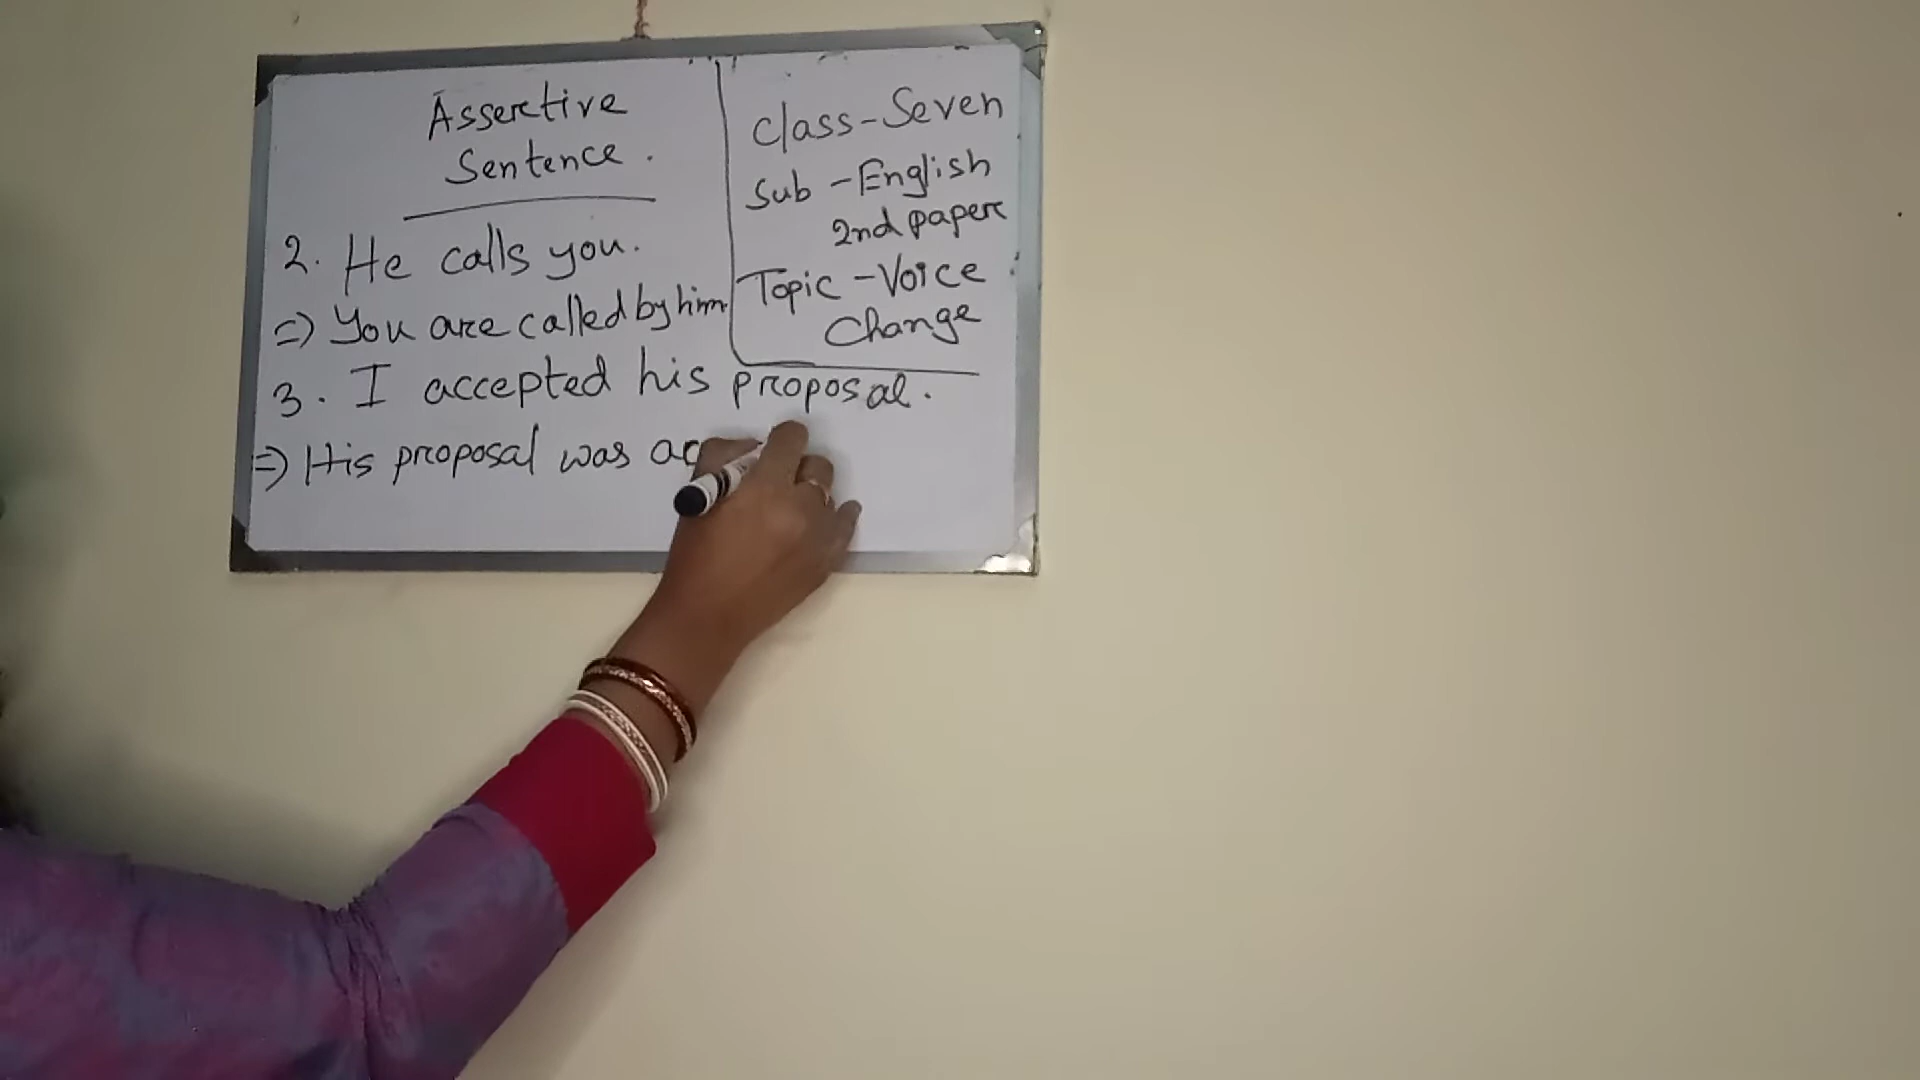 Assertive
Sentence.
2. He calls you.
=> You are called by him
3. I accepted his proposal.
=> His proposal was ac
Class-Seven
Sub-English
2nd paper
Topic-Voice
Change